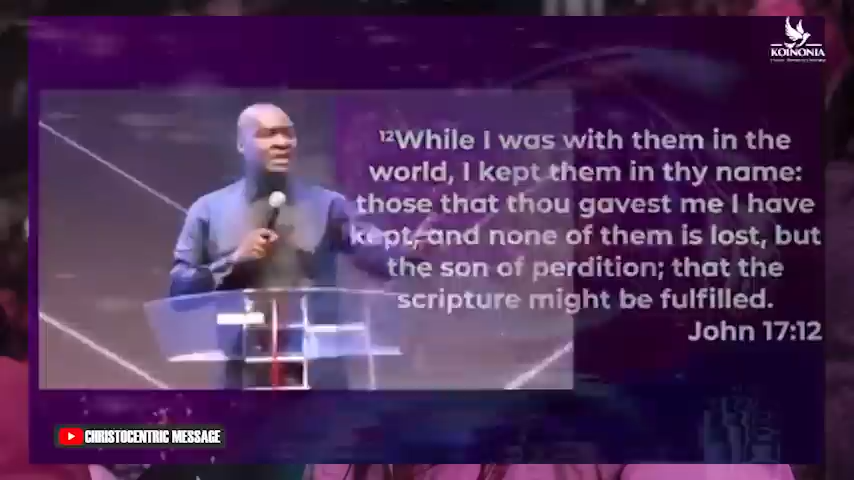 KOINONIA
¹²While I was with them in the
world, I kept them in thy name:
those that thou gavest me I have
kept, and none of them is lost, but
the son of perdition; that the
scripture might be fulfilled.
John 17:12
CHRISTOCENTRIC MESSAGE